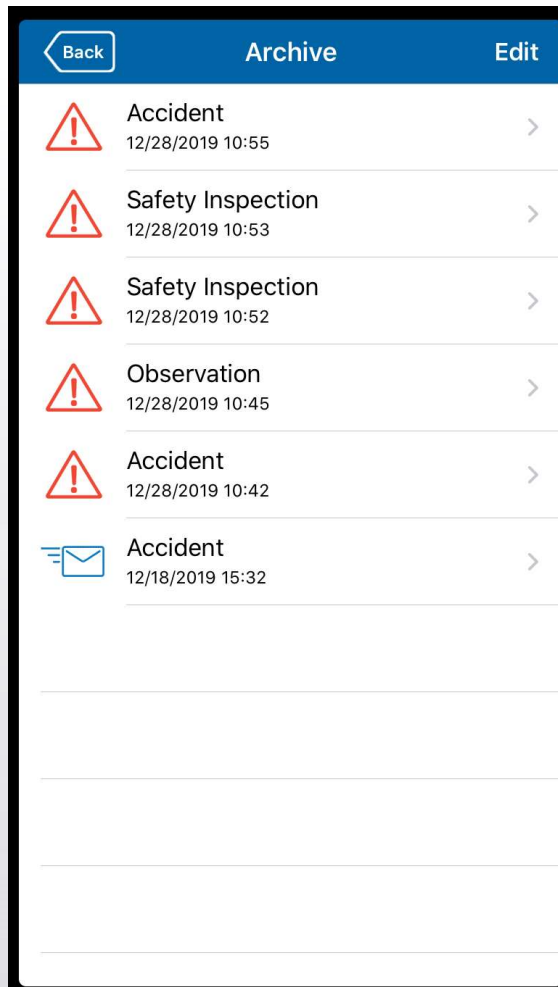 Back
Archive
Edit
Accident
12/28/2019 10:55
Safety Inspection
12/28/2019 10:53
Safety Inspection
12/28/2019 10:52
Observation
12/28/2019 10:45
Accident
12/28/2019 10:42
Accident
12/18/2019 15:32